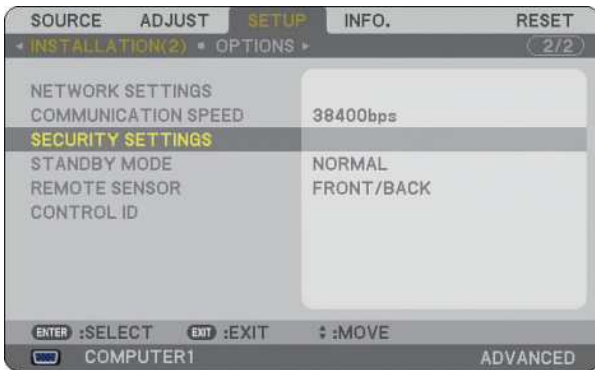 SOURCE ADJUST SETUP INFO. RESET
INSTALLATION(2) OPTIONS 2/2
NETWORK SETTINGS
COMMUNICATION SPEED 38400bps
SECURITY SETTINGS
STANDBY MODE NORMAL
REMOTE SENSOR FRONT/BACK
CONTROL ID
ENTER :SELECT EXIT :EXIT :MOVE
COMPUTER1 ADVANCED